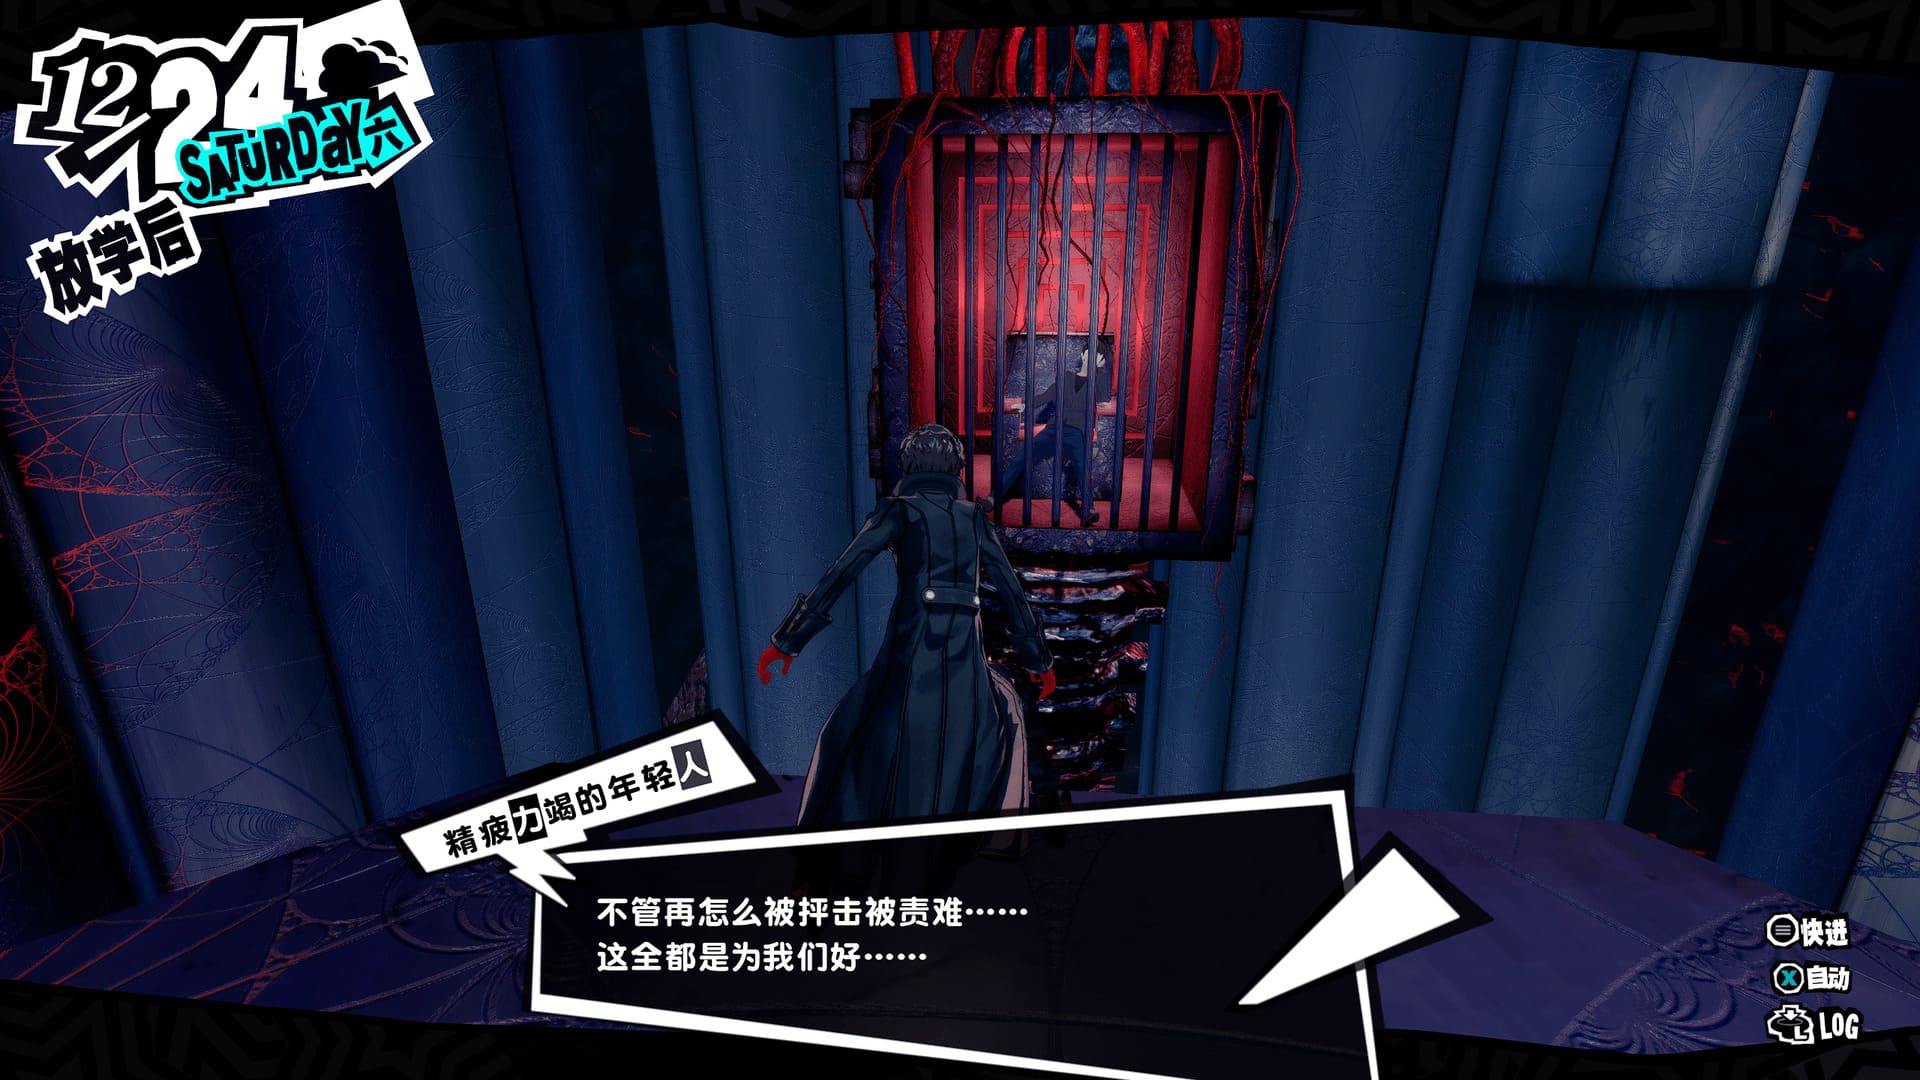 12/24
SATURDAY六
放学后
精疲力竭的年轻人
不管再怎么被抨击被责难……
这全都是为我们好……
快进
X 自动
L LOG